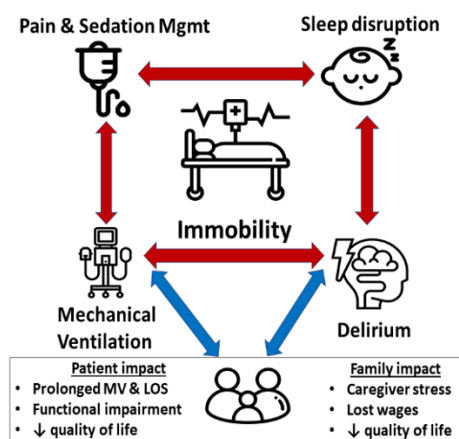 Pain & Sedation Mgmt
Sleep disruption
z z z
Immobility
Mechanical
Ventilation
Delirium
Patient impact
• Prolonged MV & LOS
• Functional impairment
• ↓ quality of life
Family impact
• Caregiver stress
• Lost wages
• ↓ quality of life